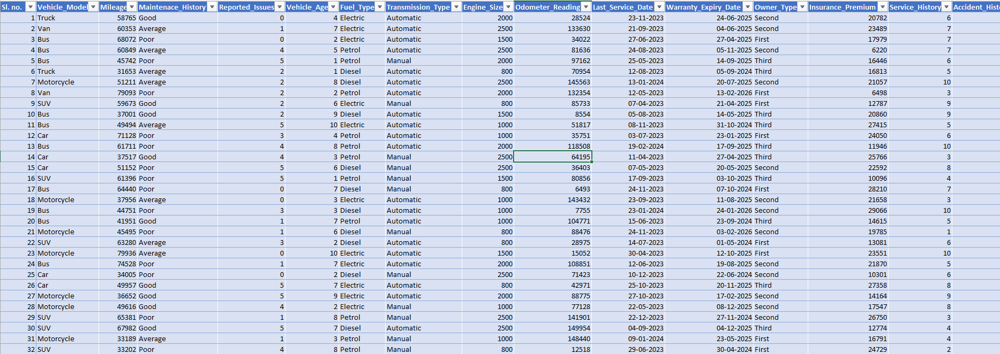 Sl. no. Vehicle_Model Mileage Maintenace_History Reported_Issues Vehicle_Age Fuel_Type Transmission_Type Engine_Size Odometer_Reading Last_Service_Date Warranty_Expiry_Date Owner_Type Insurance_Premium Service_History Accident_Hist
1 Truck 58765 Good 0 4 Electric Automatic 2000 28524 23-11-2023 24-06-2025 Second 20782 6
2 Van 60353 Average 1 7 Electric Automatic 2500 133630 21-09-2023 04-06-2025 Second 23489 7
3 Bus 68072 Poor 0 2 Electric Automatic 1500 34022 27-06-2023 27-04-2025 First 17979 7
4 Bus 60849 Average 4 5 Petrol Automatic 2500 81636 24-08-2023 05-11-2025 Second 6220 7
5 Bus 45742 Poor 5 1 Petrol Manual 2000 97162 25-05-2023 14-09-2025 Third 16446 6
6 Truck 31653 Average 2 1 Diesel Automatic 800 70954 12-08-2023 05-09-2024 Third 16813 5
7 Motorcycle 51211 Average 2 8 Diesel Automatic 2500 145563 13-01-2024 20-07-2025 Second 21057 10
8 Van 79093 Poor 2 2 Petrol Automatic 2000 132354 12-05-2023 13-02-2026 First 6498 3
9 SUV 59673 Good 2 6 Electric Manual 800 85733 07-04-2023 21-04-2025 First 12787 9
10 Bus 37001 Good 2 9 Diesel Automatic 1500 8554 05-08-2023 14-05-2025 Third 20860 9
11 Bus 49494 Average 5 10 Electric Automatic 1000 51817 08-11-2023 31-10-2024 Third 27415 5
12 Car 71128 Poor 3 4 Petrol Automatic 1000 35751 03-07-2023 23-01-2025 First 24050 6
13 Bus 61711 Poor 4 8 Petrol Automatic 2000 118508 19-02-2024 17-09-2025 Third 11946 10
14 Car 37517 Good 4 3 Petrol Manual 2500 64195 11-04-2023 27-04-2025 Third 25766 3
15 Car 51152 Poor 5 6 Diesel Manual 2500 36403 07-05-2023 20-05-2025 Second 22592 8
16 SUV 61396 Poor 5 1 Petrol Manual 1500 80856 17-09-2023 03-10-2025 Third 10096 4
17 Bus 64440 Poor 0 7 Diesel Manual 800 6493 24-11-2023 07-10-2024 First 28210 7
18 Motorcycle 37956 Average 0 3 Electric Automatic 1000 143432 23-09-2023 11-08-2025 Second 21658 3
19 Bus 44751 Poor 3 3 Diesel Automatic 1000 7755 23-01-2024 24-01-2026 Second 29066 10
20 Bus 41951 Good 1 7 Petrol Automatic 1000 104771 15-06-2023 23-09-2024 Third 14615 5
21 Motorcycle 45495 Poor 1 6 Diesel Manual 800 88476 24-11-2023 03-02-2026 Second 19785 1
22 SUV 63280 Average 3 2 Diesel Automatic 800 28975 14-07-2023 01-05-2024 First 13081 6
23 Motorcycle 79936 Average 0 10 Electric Automatic 1500 15052 30-04-2023 12-10-2025 First 23551 10
24 Bus 74528 Poor 1 7 Electric Automatic 2000 108851 12-06-2023 19-08-2025 Second 21870 5
25 Car 34005 Poor 0 2 Diesel Manual 2500 71423 10-12-2023 22-06-2024 Second 10301 6
26 Car 49957 Good 5 7 Electric Automatic 800 42971 25-10-2023 20-11-2025 Third 27358 8
27 Motorcycle 36652 Good 5 9 Electric Automatic 2000 88775 27-10-2023 17-02-2025 Second 14164 9
28 Motorcycle 49616 Good 4 2 Electric Manual 1000 77128 22-05-2023 08-12-2025 Second 17547 8
29 SUV 65381 Poor 1 8 Petrol Manual 2500 141901 22-12-2023 27-11-2024 Second 26750 3
30 SUV 67982 Good 5 7 Diesel Automatic 2500 149954 04-09-2023 04-12-2025 Third 12774 4
31 Motorcycle 33189 Average 1 3 Petrol Manual 1000 148440 09-01-2024 23-05-2025 First 16791 4
32 SUV 33202 Poor 4 8 Petrol Manual 800 12518 29-06-2023 30-04-2024 First 24729 2